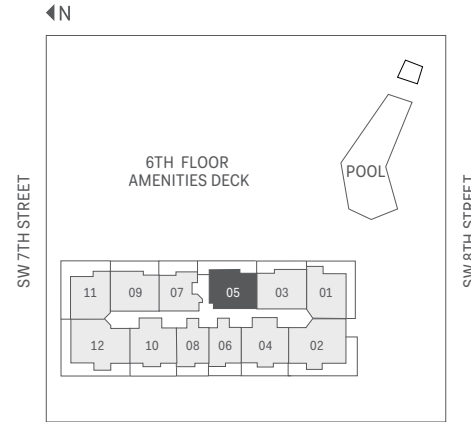 N
6TH FLOOR
AMENITIES DECK
POOL
SW 7TH STREET
SW 8TH STREET
11 09 07 05 03 01
12 10 08 06 04 02